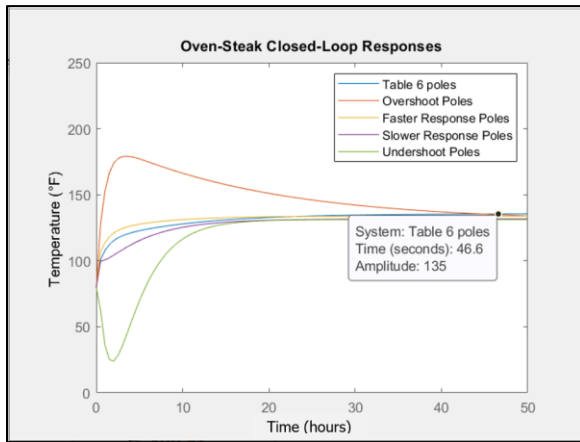 Oven-Steak Closed-Loop Responses
250
200
150
100
50
0
Temperature (°F)
Table 6 poles
Overshoot Poles
Faster Response Poles
Slower Response Poles
Undershoot Poles
System: Table 6 poles
Time (seconds): 46.6
Amplitude: 135
0 10 20 30 40 50
Time (hours)